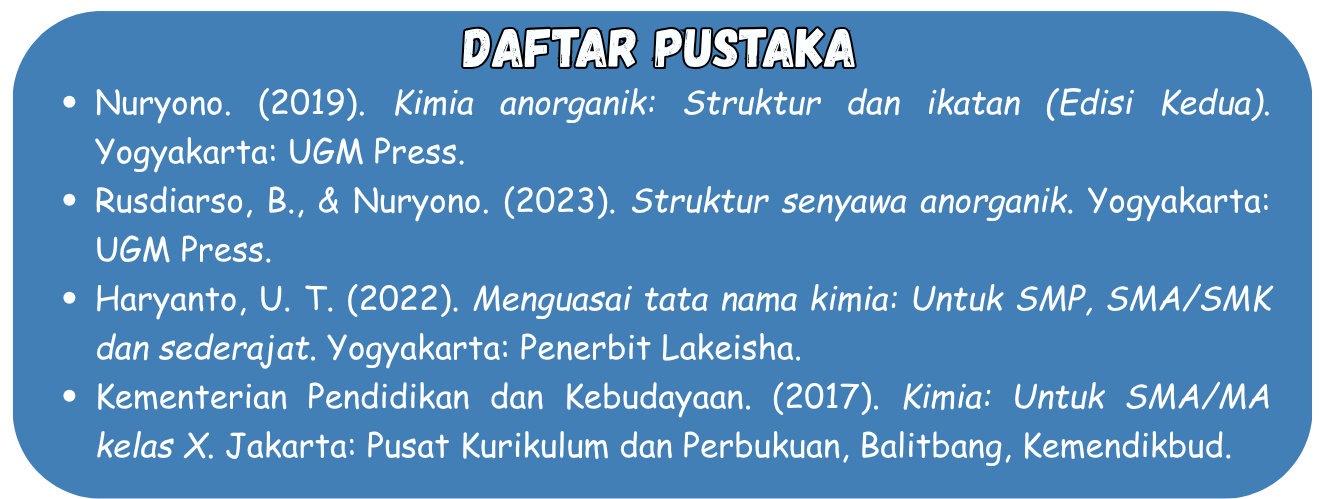 DAFTAR PUSTAKA
• Nuryono. (2019). Kimia anorganik: Struktur dan ikatan (Edisi Kedua).
Yogyakarta: UGM Press.
• Rusdiarso, B., & Nuryono. (2023). Struktur senyawa anorganik. Yogyakarta:
UGM Press.
• Haryanto, U. T. (2022). Menguasai tata nama kimia: Untuk SMP, SMA/SMK
dan sederajat. Yogyakarta: Penerbit Lakeisha.
• Kementerian Pendidikan dan Kebudayaan. (2017). Kimia: Untuk SMA/MA
kelas X. Jakarta: Pusat Kurikulum dan Perbukuan, Balitbang, Kemendikbud.